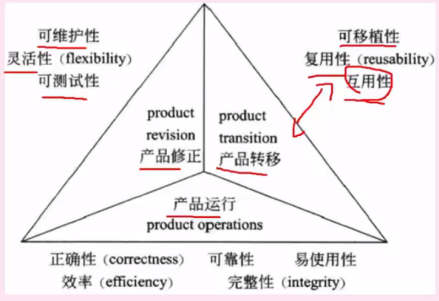 可维护性
灵活性（flexibility）
可测试性
可移植性
复用性（reusability）
互用性
product
revision
产品修正
product
transition
产品转移
产品运行
product operations
正确性（correctness） 可靠性 易使用性
效率（efficiency） 完整性（integrity）